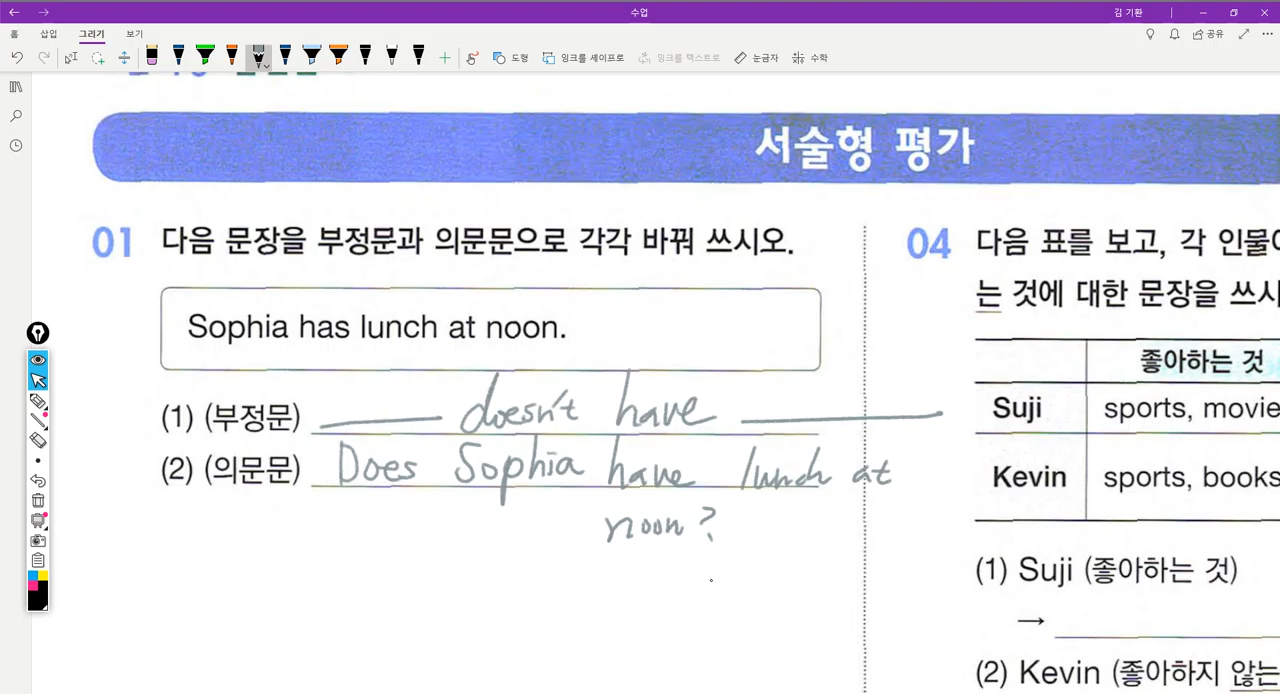 수업
김 기환
홈 삽입 그리기 보기
도형 잉크를 셰이프로 잉크를 텍스트로 눈금자 수학 공유
서술형 평가
01 다음 문장을 부정문과 의문문으로 각각 바꿔 쓰시오.
Sophia has lunch at noon.
(1) (부정문) doesn't have
(2) (의문문) Does Sophia have lunch at
noon?
04 다음 표를 보고, 각 인물이
는 것에 대한 문장을 쓰시
좋아하는 것
Suji sports, movie
Kevin sports, books
(1) Suji (좋아하는 것)
→
(2) Kevin (좋아하지 않는